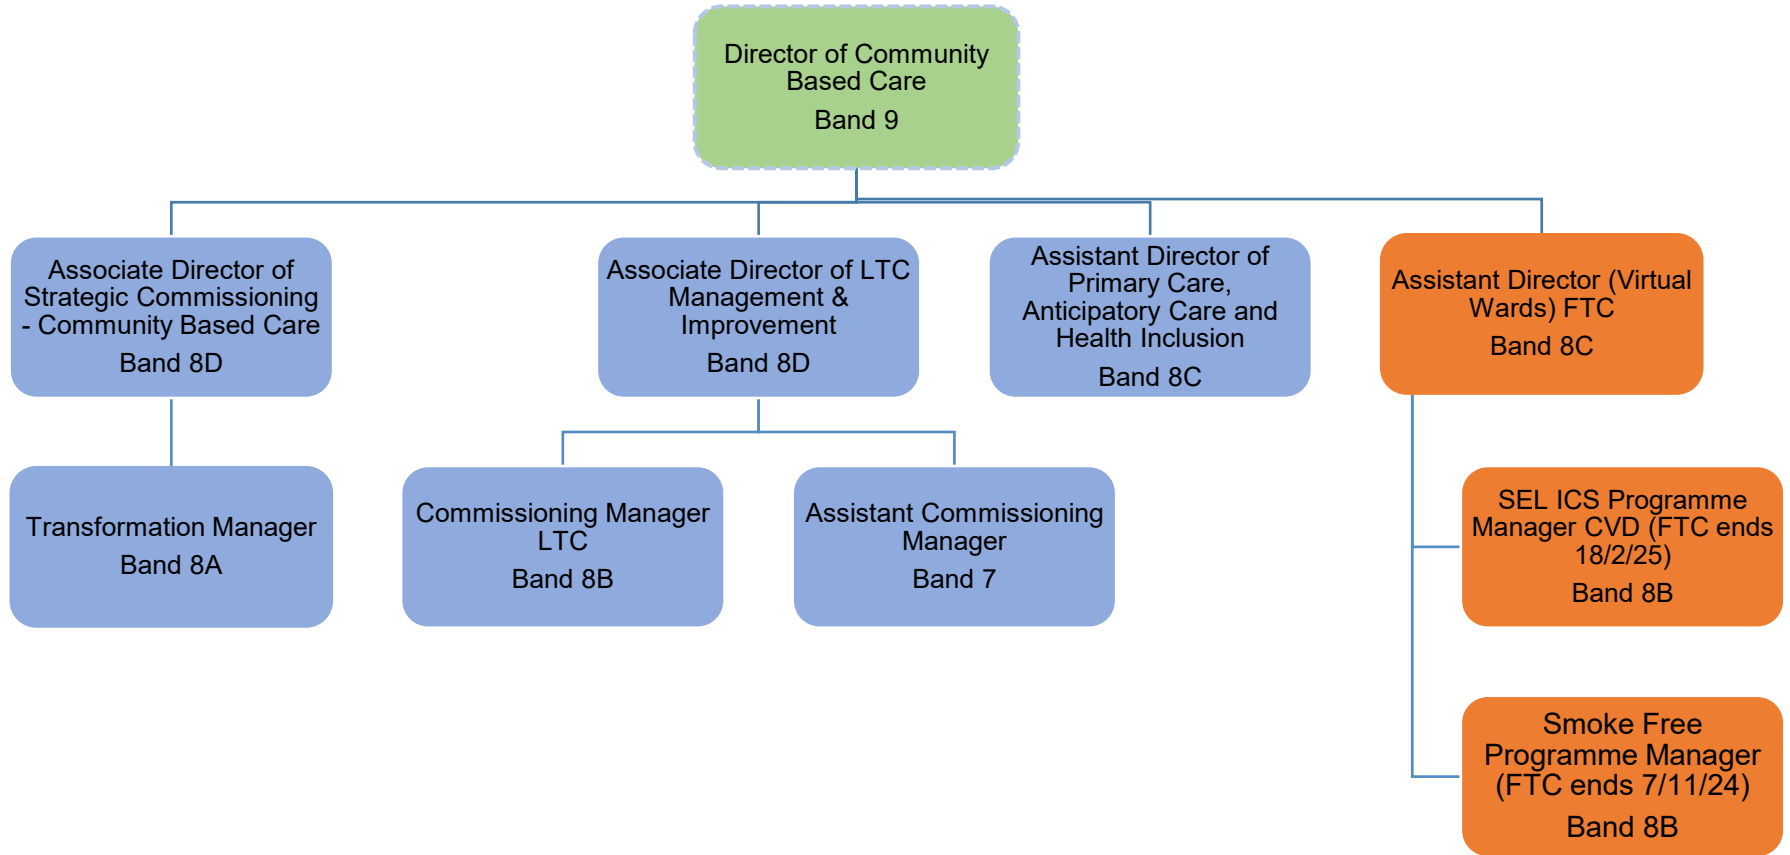 Director of Community
Based Care
Band 9
Associate Director of
Strategic Commissioning
- Community Based Care
Band 8D
Associate Director of LTC
Management &
Improvement
Band 8D
Assistant Director of
Primary Care,
Anticipatory Care and
Health Inclusion
Band 8C
Assistant Director (Virtual
Wards) FTC
Band 8C
Transformation Manager
Band 8A
Commissioning Manager
LTC
Band 8B
Assistant Commissioning
Manager
Band 7
SEL ICS Programme
Manager CVD (FTC ends
18/2/25)
Band 8B
Smoke Free
Programme Manager
(FTC ends 7/11/24)
Band 8B